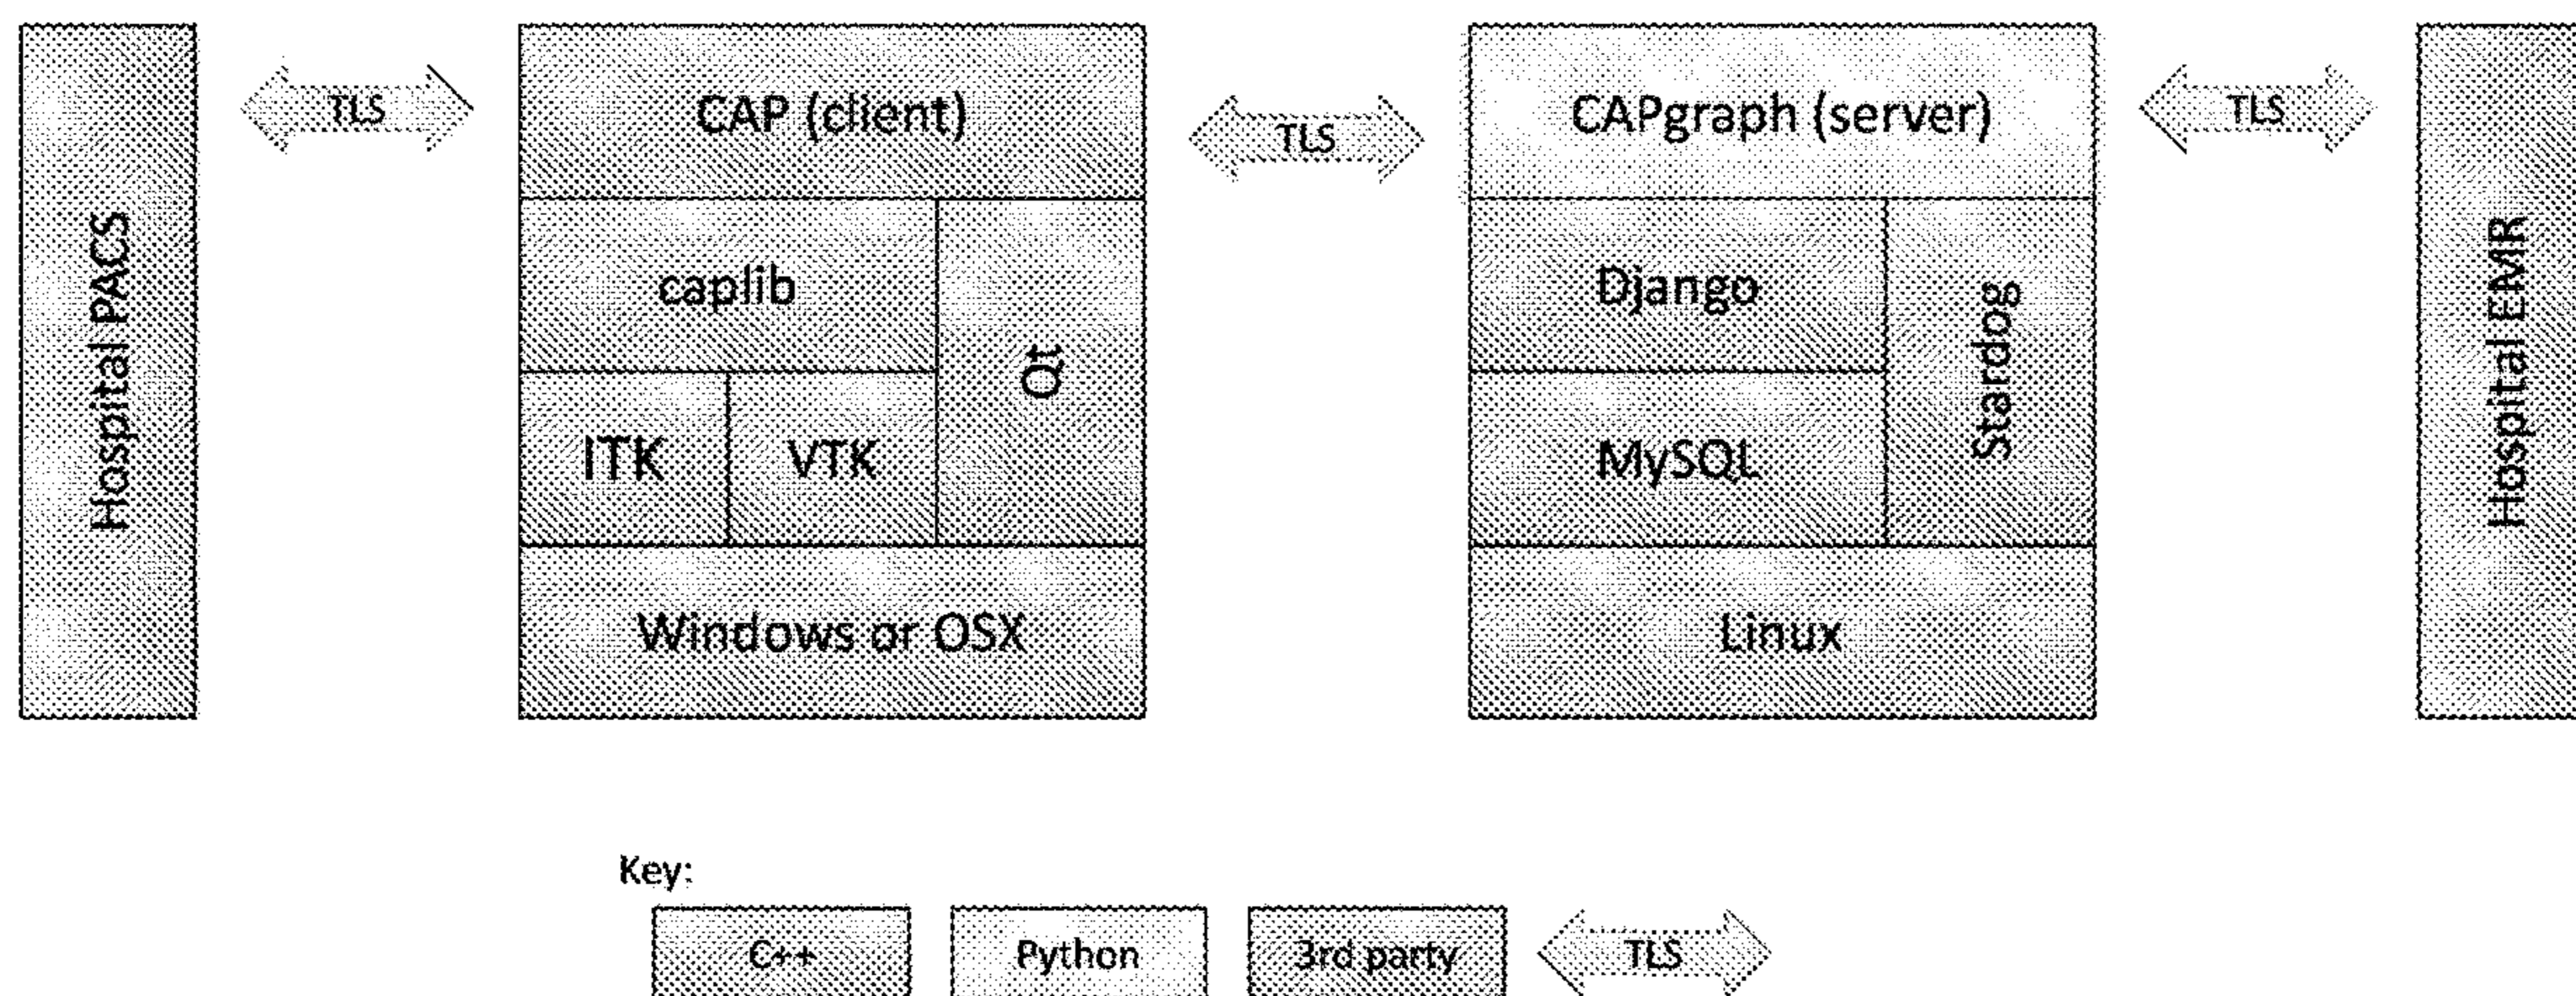 Hospital PACS
TLS
CAP (client)
caplib
Qt
ITK
VTK
Windows or OSX
TLS
CAPgraph (server)
Django
Stardog
MySQL
Linux
TLS
Hospital EMR
Key:
C++
Python
3rd party
TLS